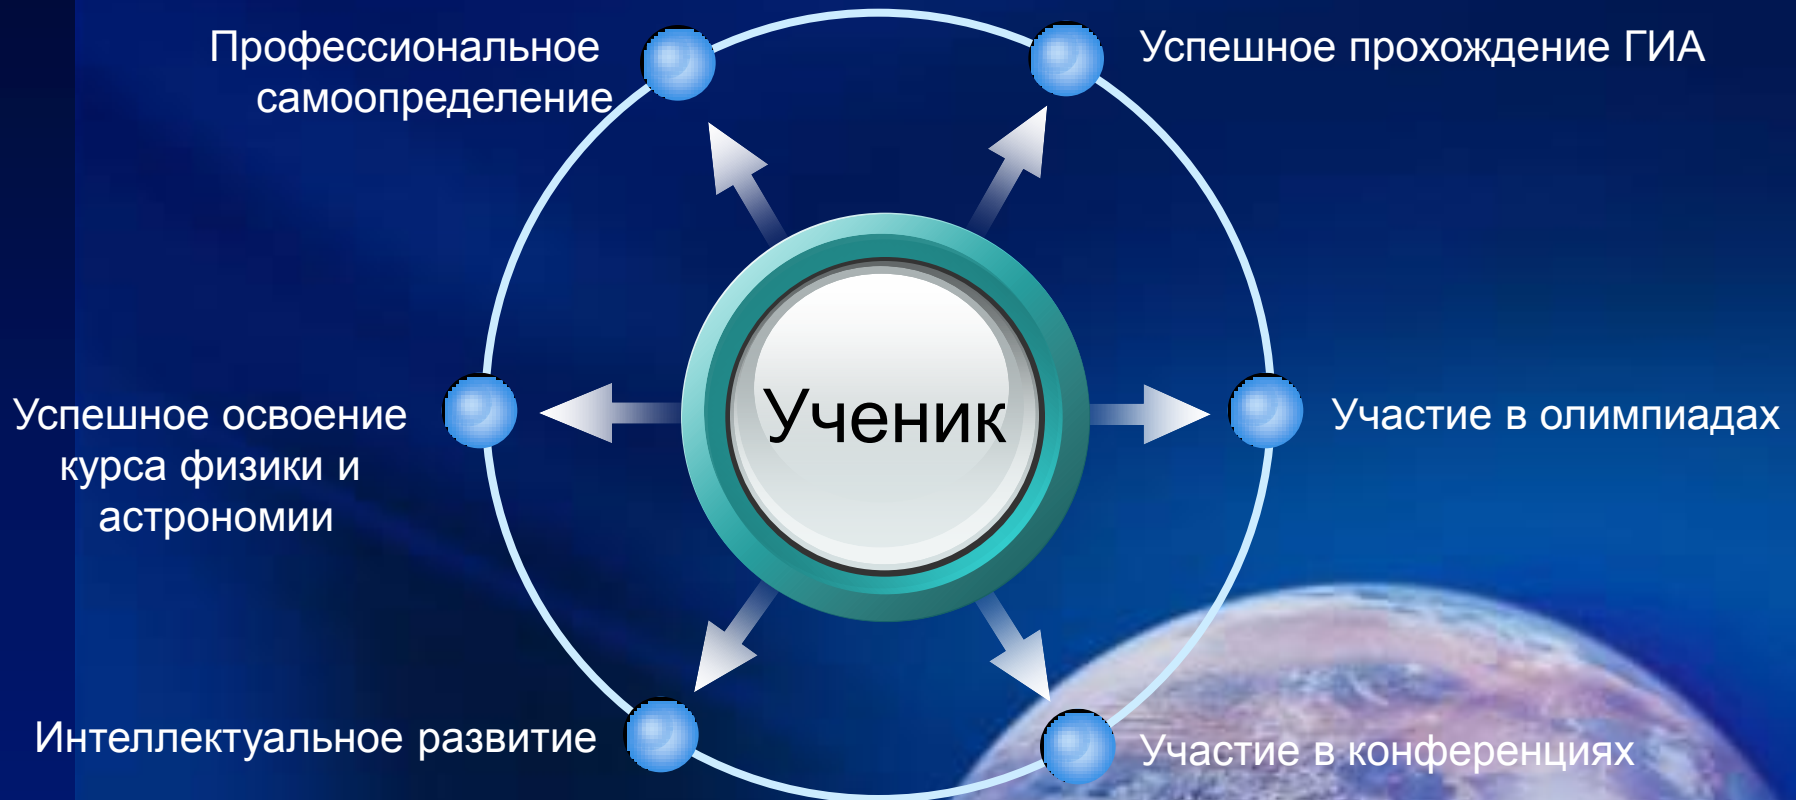 Профессиональное
самоопределение
Успешное прохождение ГИА
Ученик
Успешное освоение
курса физики и
астрономии
Участие в олимпиадах
Интеллектуальное развитие
Участие в конференциях